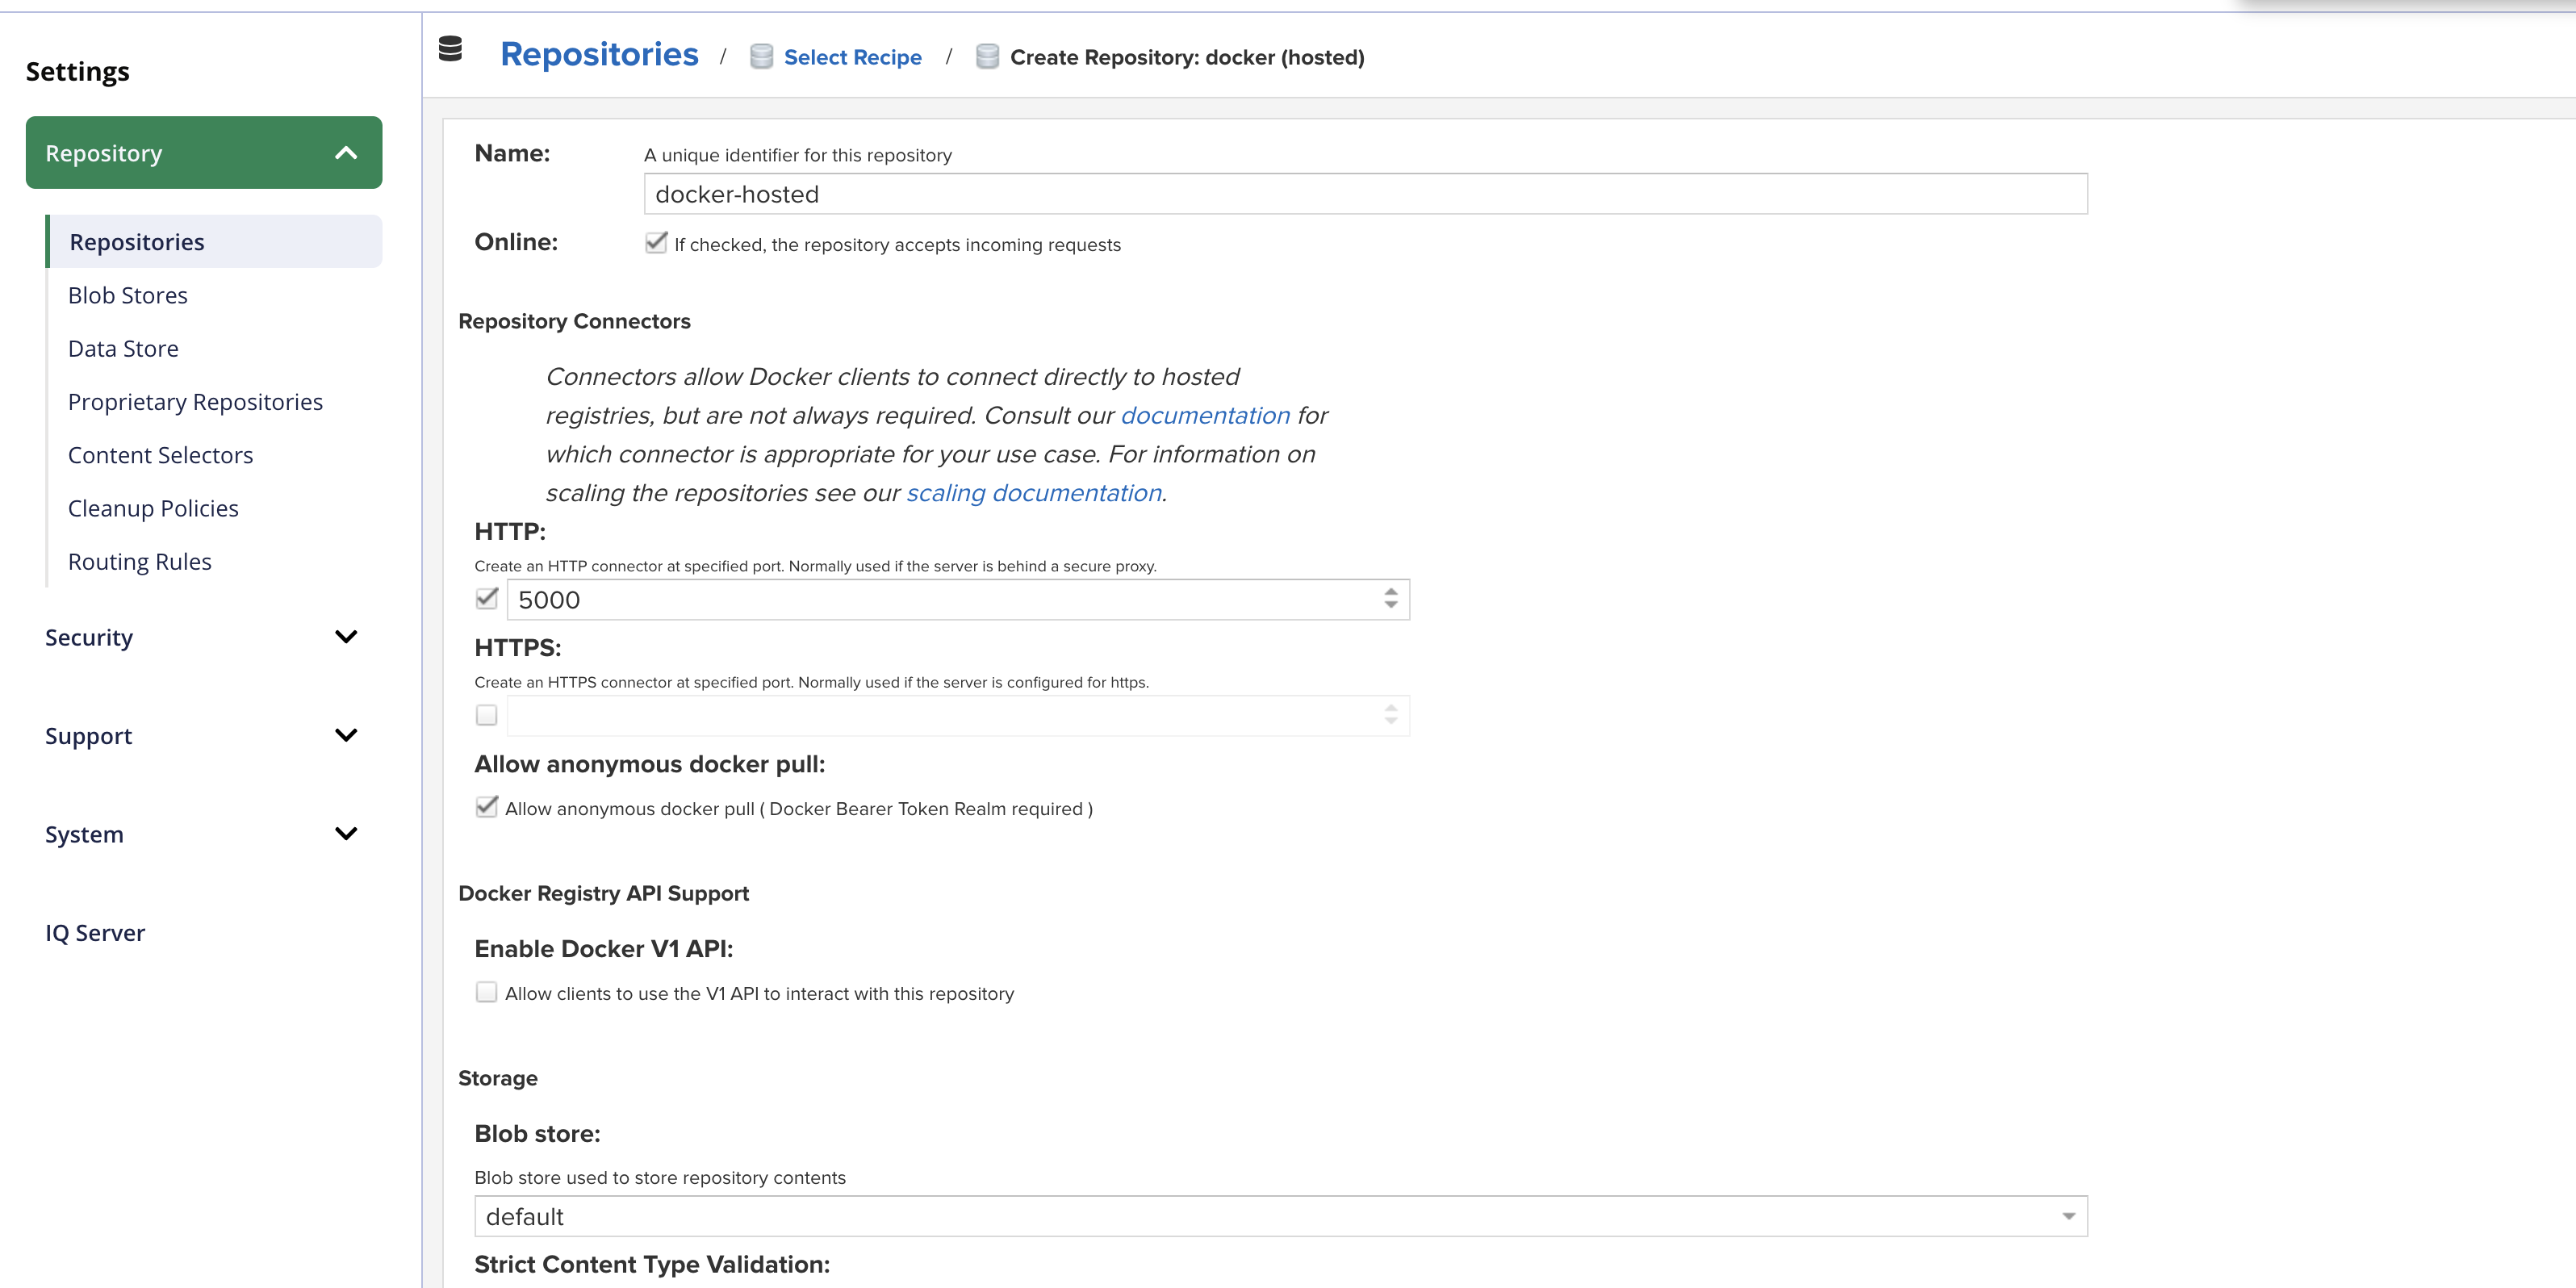 Settings
Repository
Repositories
Blob Stores
Data Store
Proprietary Repositories
Content Selectors
Cleanup Policies
Routing Rules
Security
Support
System
IQ Server
Repositories / Select Recipe / Create Repository: docker (hosted)
Name:
A unique identifier for this repository
docker-hosted
Online:
If checked, the repository accepts incoming requests
Repository Connectors
Connectors allow Docker clients to connect directly to hosted
registries, but are not always required. Consult our documentation for
which connector is appropriate for your use case. For information on
scaling the repositories see our scaling documentation.
HTTP:
Create an HTTP connector at specified port. Normally used if the server is behind a secure proxy.
5000
HTTPS:
Create an HTTPS connector at specified port. Normally used if the server is configured for https.
Allow anonymous docker pull:
Allow anonymous docker pull ( Docker Bearer Token Realm required )
Docker Registry API Support
Enable Docker V1 API:
Allow clients to use the V1 API to interact with this repository
Storage
Blob store:
Blob store used to store repository contents
default
Strict Content Type Validation: